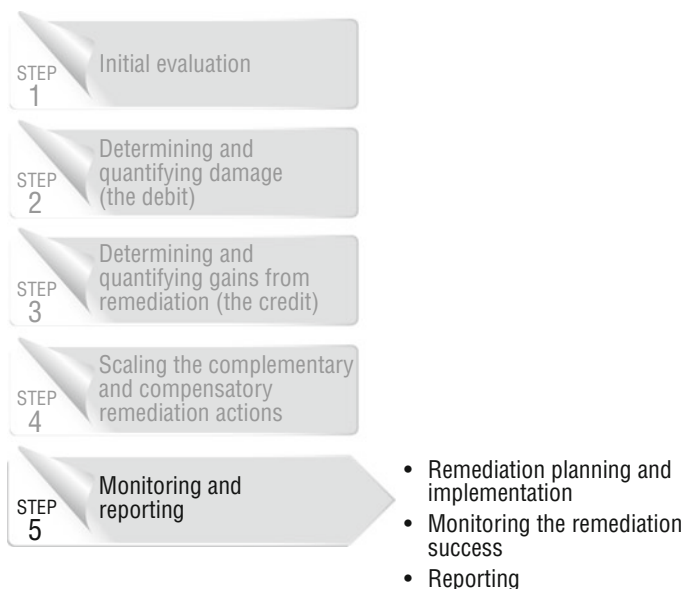 STEP
1
Initial evaluation
STEP
2
Determining and
quantifying damage
(the debit)
STEP
3
Determining and
quantifying gains from
remediation (the credit)
STEP
4
Scaling the complementary
and compensatory
remediation actions
STEP
5
Monitoring and
reporting
• Remediation planning and
implementation
• Monitoring the remediation
success
• Reporting